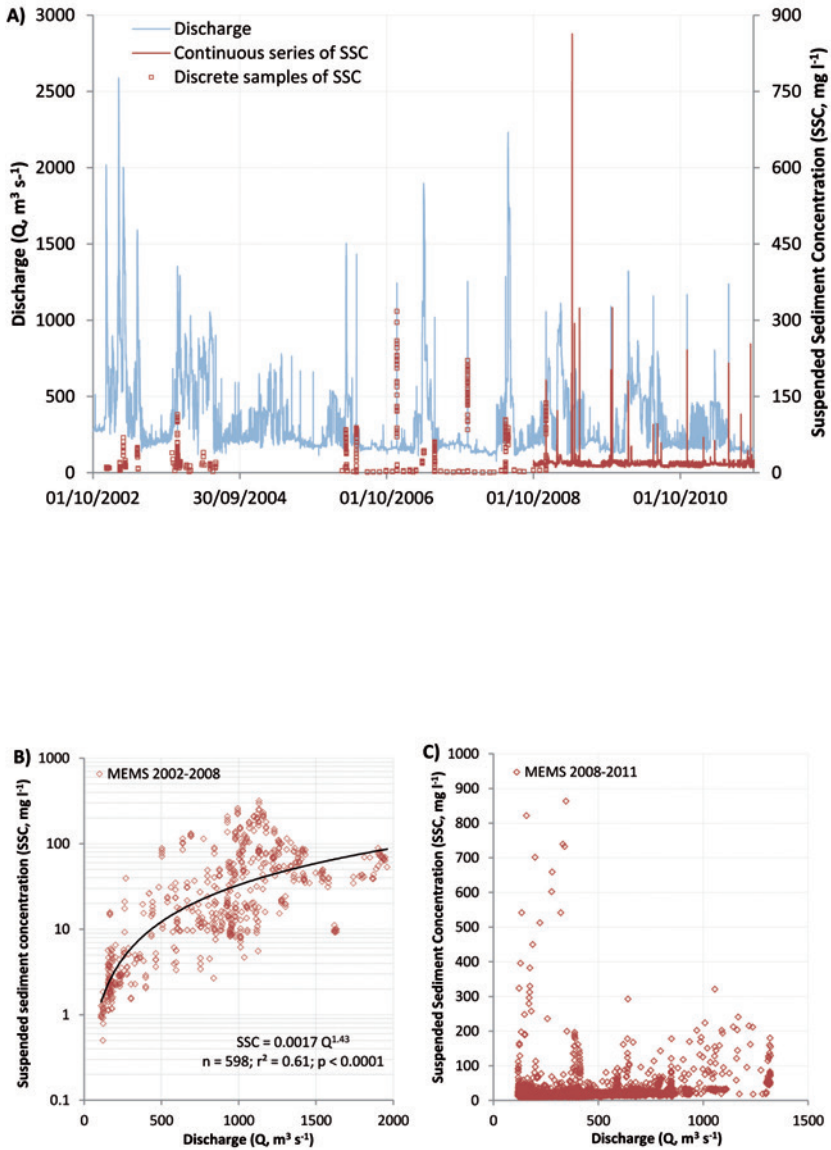 A)
Discharge
Continuous series of SSC
Discrete samples of SSC
3000
2500
2000
1500
1000
500
0
Discharge (Q, m³ s-¹)
900
750
600
450
300
150
0
Suspended Sediment Concentration (SSC, mg l-¹)
01/10/2002
30/09/2004
01/10/2006
01/10/2008
01/10/2010
B)
MEMS 2002-2008
1000
100
10
1
0.1
Suspended sediment concentration (SSC, mg l-¹)
SSC = 0.0017 Q¹·⁴³
n = 598; r² = 0.61; p < 0.0001
0
500
1000
1500
2000
Discharge (Q, m³ s-¹)
C)
MEMS 2008-2011
1000
900
800
700
600
500
400
300
200
100
0
Suspended Sediment Concentration (SSC, mg l-¹)
0
500
1000
1500
Discharge (Q, m³ s-¹)